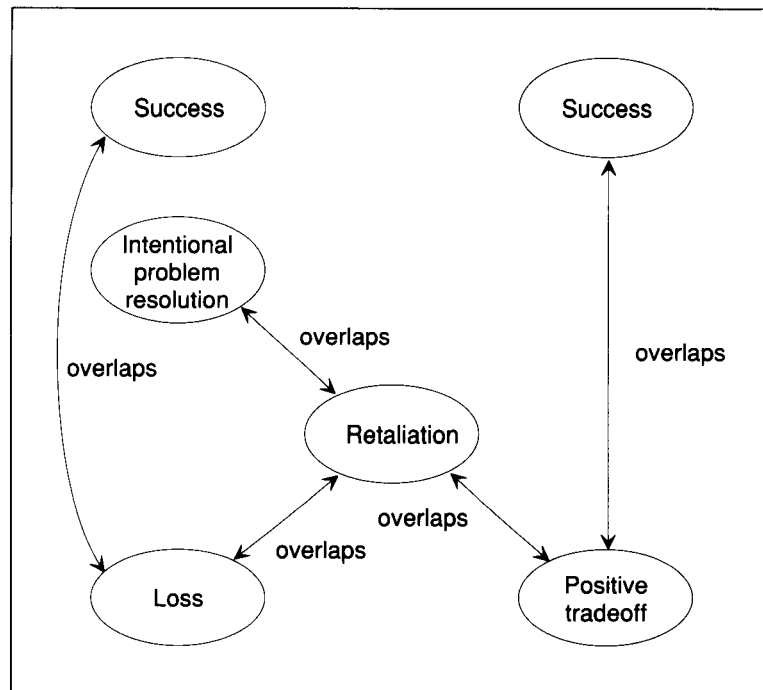 Success
Success
Intentional
problem
resolution
overlaps
overlaps
overlaps
Retaliation
overlaps
overlaps
Loss
Positive
tradeoff